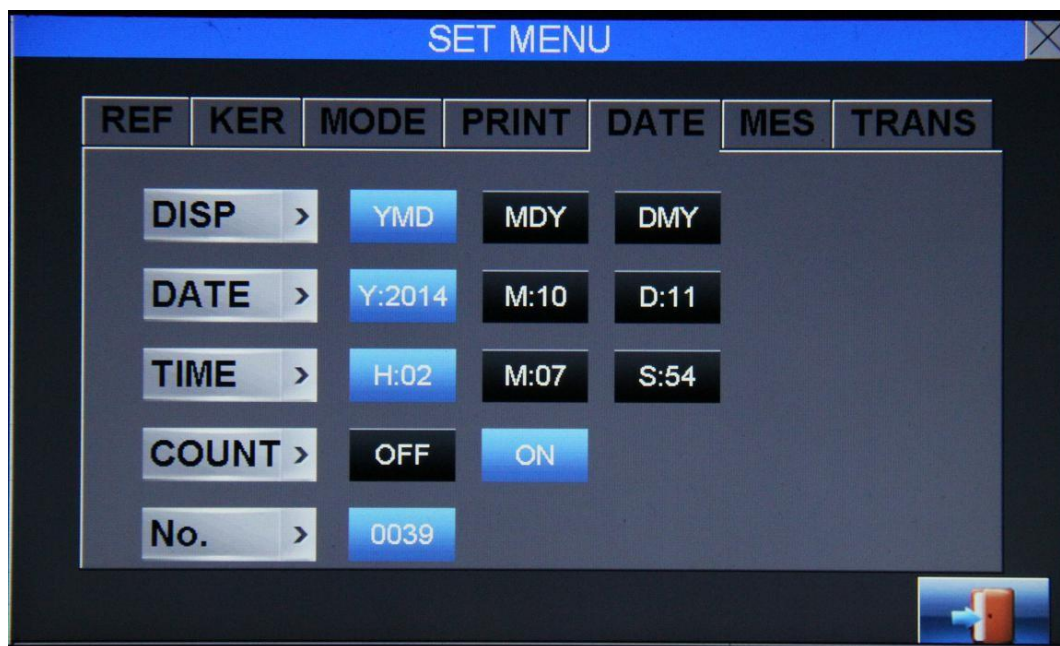 SET MENU
REF KER MODE PRINT DATE MES TRANS
DISP > YMD MDY DMY
DATE > Y:2014 M:10 D:11
TIME > H:02 M:07 S:54
COUNT > OFF ON
No. > 0039